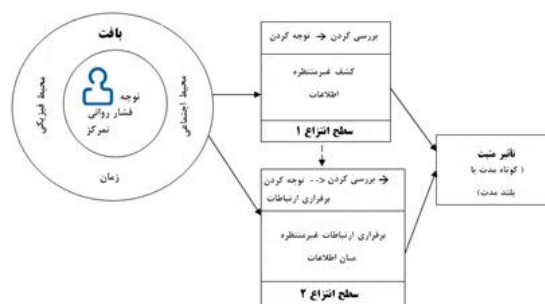 بافت
محیط فیزیکی
محیط اجتماعی
توجه
فشار روانی
تمرکز
زمان
توجه کردن → بررسی کردن
کشف غیرمنتظره
اطلاعات
سطح انتزاع ۱
توجه کردن --> بررسی کردن →
برقراری ارتباطات
برقراری ارتباطات غیرمنتظره
میان اطلاعات
سطح انتزاع ۲
تأثیر مثبت
( کوتاه مدت یا
بلند مدت)